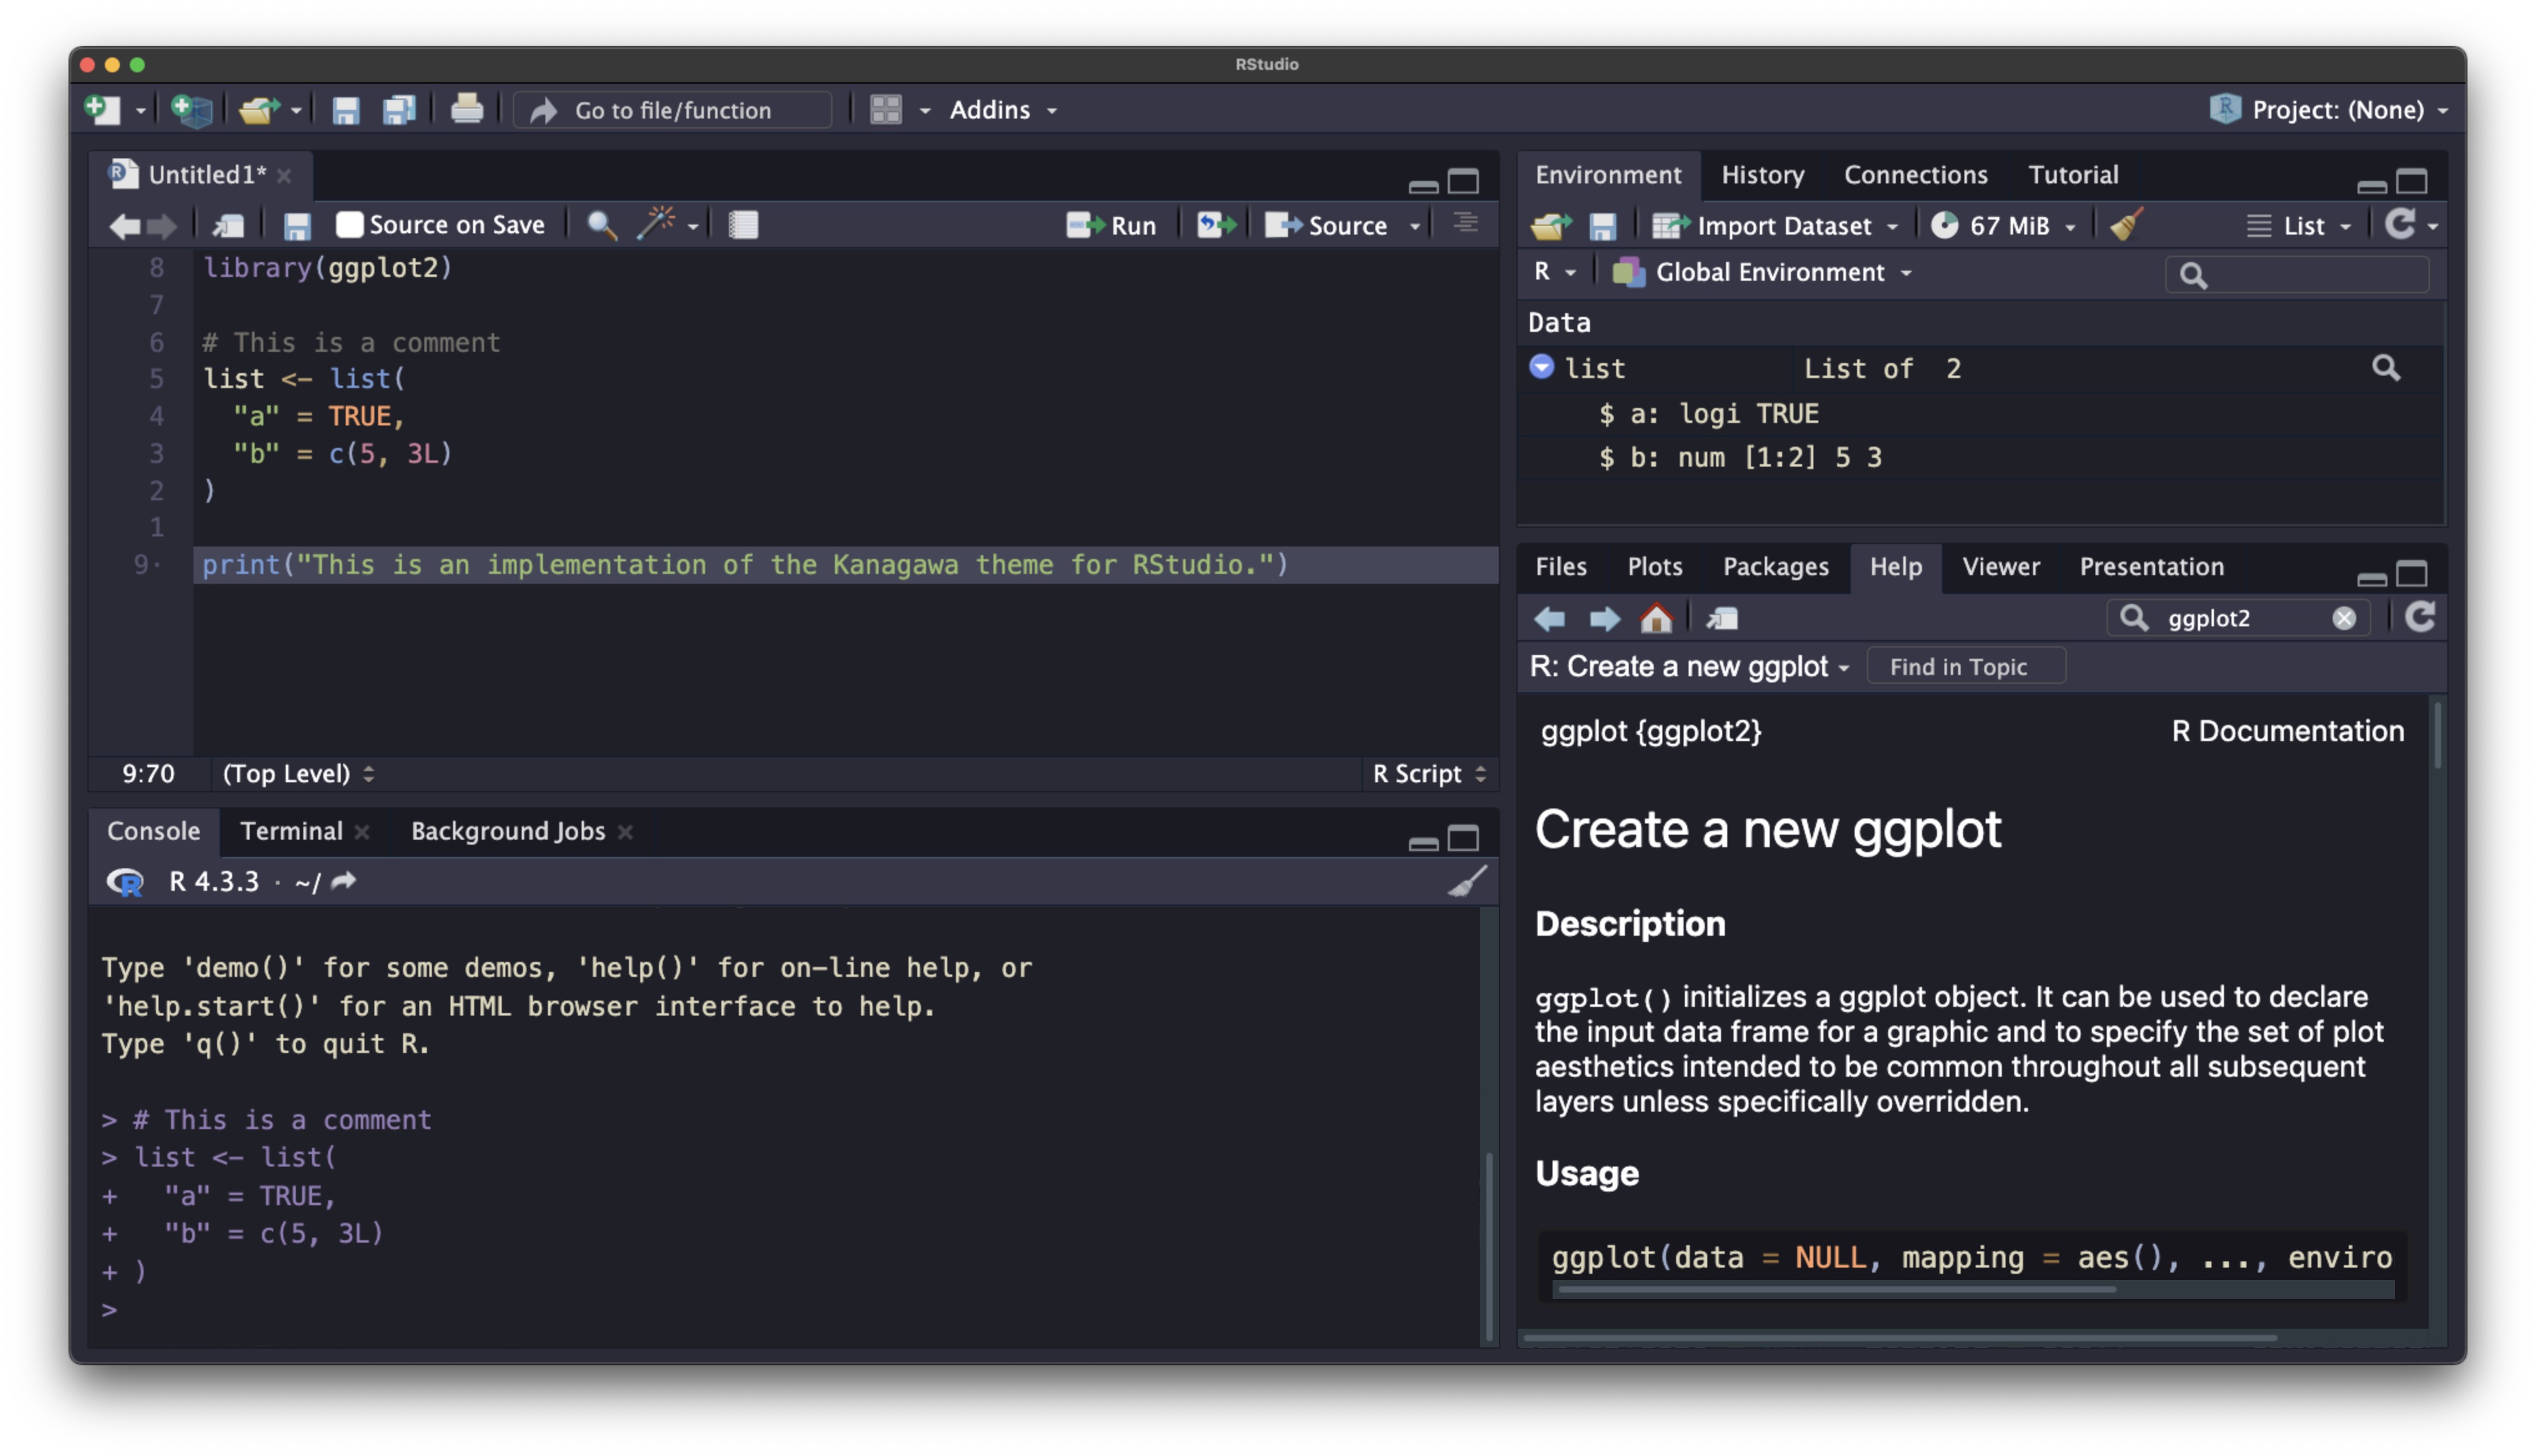 RStudio
Go to file/function
Addins
Project: (None)
Untitled1*
Source on Save
Run
Source
8 library(ggplot2)
7
6 # This is a comment
5 list <- list(
4   "a" = TRUE,
3   "b" = c(5, 3L)
2 )
1
9 print("This is an implementation of the Kanagawa theme for RStudio.")
9:70 (Top Level)
R Script
Console Terminal Background Jobs
R 4.3.3 · ~/
Type 'demo()' for some demos, 'help()' for on-line help, or
'help.start()' for an HTML browser interface to help.
Type 'q()' to quit R.
> # This is a comment
> list <- list(
+   "a" = TRUE,
+   "b" = c(5, 3L)
+ )
>
Environment History Connections Tutorial
Import Dataset 67 MiB List
R Global Environment
Data
list List of 2
$ a: logi TRUE
$ b: num [1:2] 5 3
Files Plots Packages Help Viewer Presentation
ggplot2
R: Create a new ggplot Find in Topic
ggplot {ggplot2} R Documentation
Create a new ggplot
Description
ggplot() initializes a ggplot object. It can be used to declare
the input data frame for a graphic and to specify the set of plot
aesthetics intended to be common throughout all subsequent
layers unless specifically overridden.
Usage
ggplot(data = NULL, mapping = aes(), ..., enviro